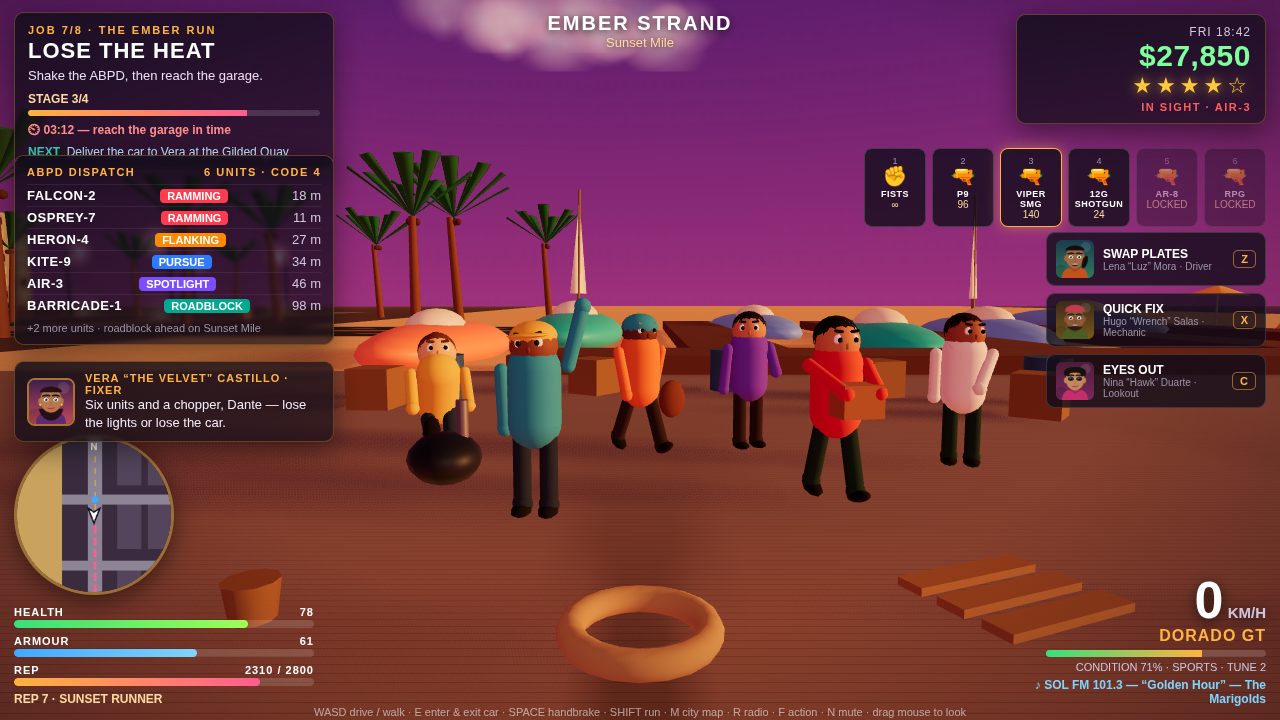 JOB 7/8 · THE EMBER RUN
LOSE THE HEAT
Shake the ABPD, then reach the garage.
STAGE 3/4
03:12 — reach the garage in time
NEXT Deliver the car to Vera at the Gilded Quay
ABPD DISPATCH 6 UNITS · CODE 4
FALCON-2 RAMMING 18 m
OSPREY-7 RAMMING 11 m
HERON-4 FLANKING 27 m
KITE-9 PURSUE 34 m
AIR-3 SPOTLIGHT 46 m
BARRICADE-1 ROADBLOCK 98 m
+2 more units · roadblock ahead on Sunset Mile
VERA “THE VELVET” CASTILLO ·
FIXER
Six units and a chopper, Dante — lose
the lights or lose the car.
N
HEALTH 78
ARMOUR 61
REP 2310 / 2800
REP 7 · SUNSET RUNNER
EMBER STRAND
Sunset Mile
FRI 18:42
$27,850
★★★★☆
IN SIGHT · AIR-3
1
FISTS
∞
2
P9
96
3
VIPER
SMG
140
4
12G
SHOTGUN
24
5
AR-8
LOCKED
6
RPG
LOCKED
SWAP PLATES
Lena “Luz” Mora · Driver
Z
QUICK FIX
Hugo “Wrench” Salas ·
Mechanic
X
EYES OUT
Nina “Hawk” Duarte ·
Lookout
C
0 KM/H
DORADO GT
CONDITION 71% · SPORTS · TUNE 2
♪ SOL FM 101.3 — “Golden Hour” — The
Marigolds
WASD drive / walk · E enter & exit car · SPACE handbrake · SHIFT run · M city map · R radio · F action · N mute · drag mouse to look